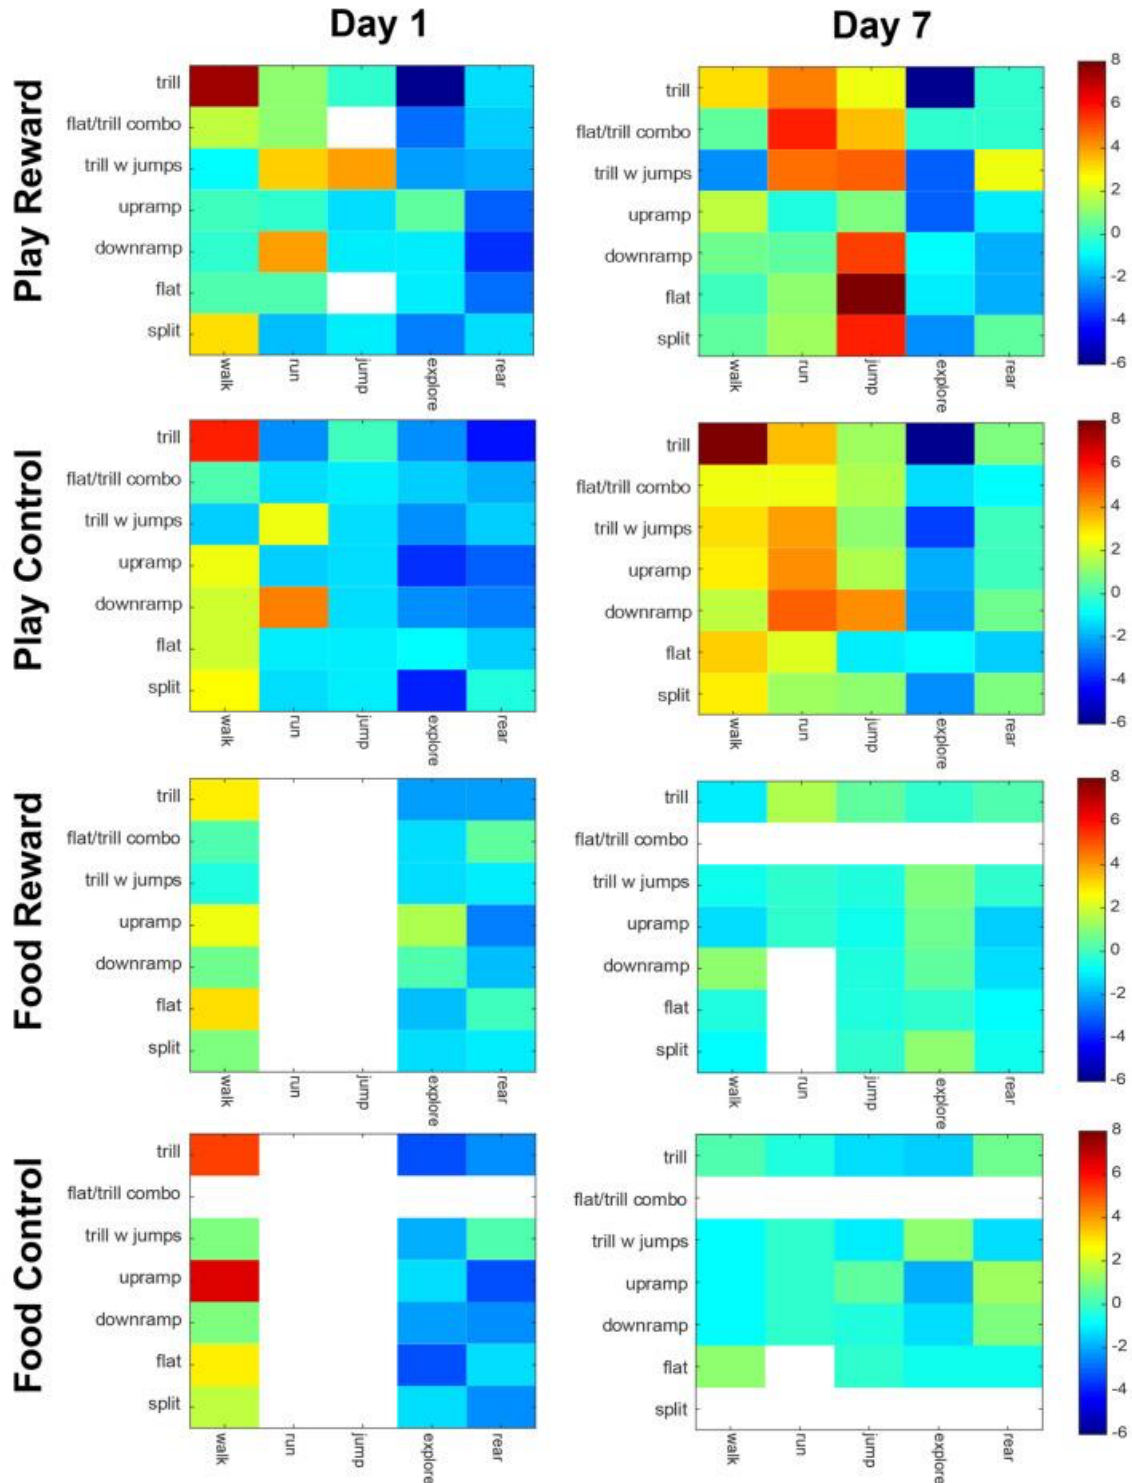 Day 1
Day 7
Play Reward
trill
flat/trill combo
trill w jumps
upramp
downramp
flat
split
walk
run
jump
explore
rear
trill
flat/trill combo
trill w jumps
upramp
downramp
flat
split
walk
run
jump
explore
rear
8
6
4
2
0
-2
-4
-6
Play Control
trill
flat/trill combo
trill w jumps
upramp
downramp
flat
split
walk
run
jump
explore
rear
trill
flat/trill combo
trill w jumps
upramp
downramp
flat
split
walk
run
jump
explore
rear
8
6
4
2
0
-2
-4
-6
Food Reward
trill
flat/trill combo
trill w jumps
upramp
downramp
flat
split
walk
run
jump
explore
rear
trill
flat/trill combo
trill w jumps
upramp
downramp
flat
split
walk
run
jump
explore
rear
8
6
4
2
0
-2
-4
-6
Food Control
trill
flat/trill combo
trill w jumps
upramp
downramp
flat
split
walk
run
jump
explore
rear
trill
flat/trill combo
trill w jumps
upramp
downramp
flat
split
walk
run
jump
explore
rear
8
6
4
2
0
-2
-4
-6